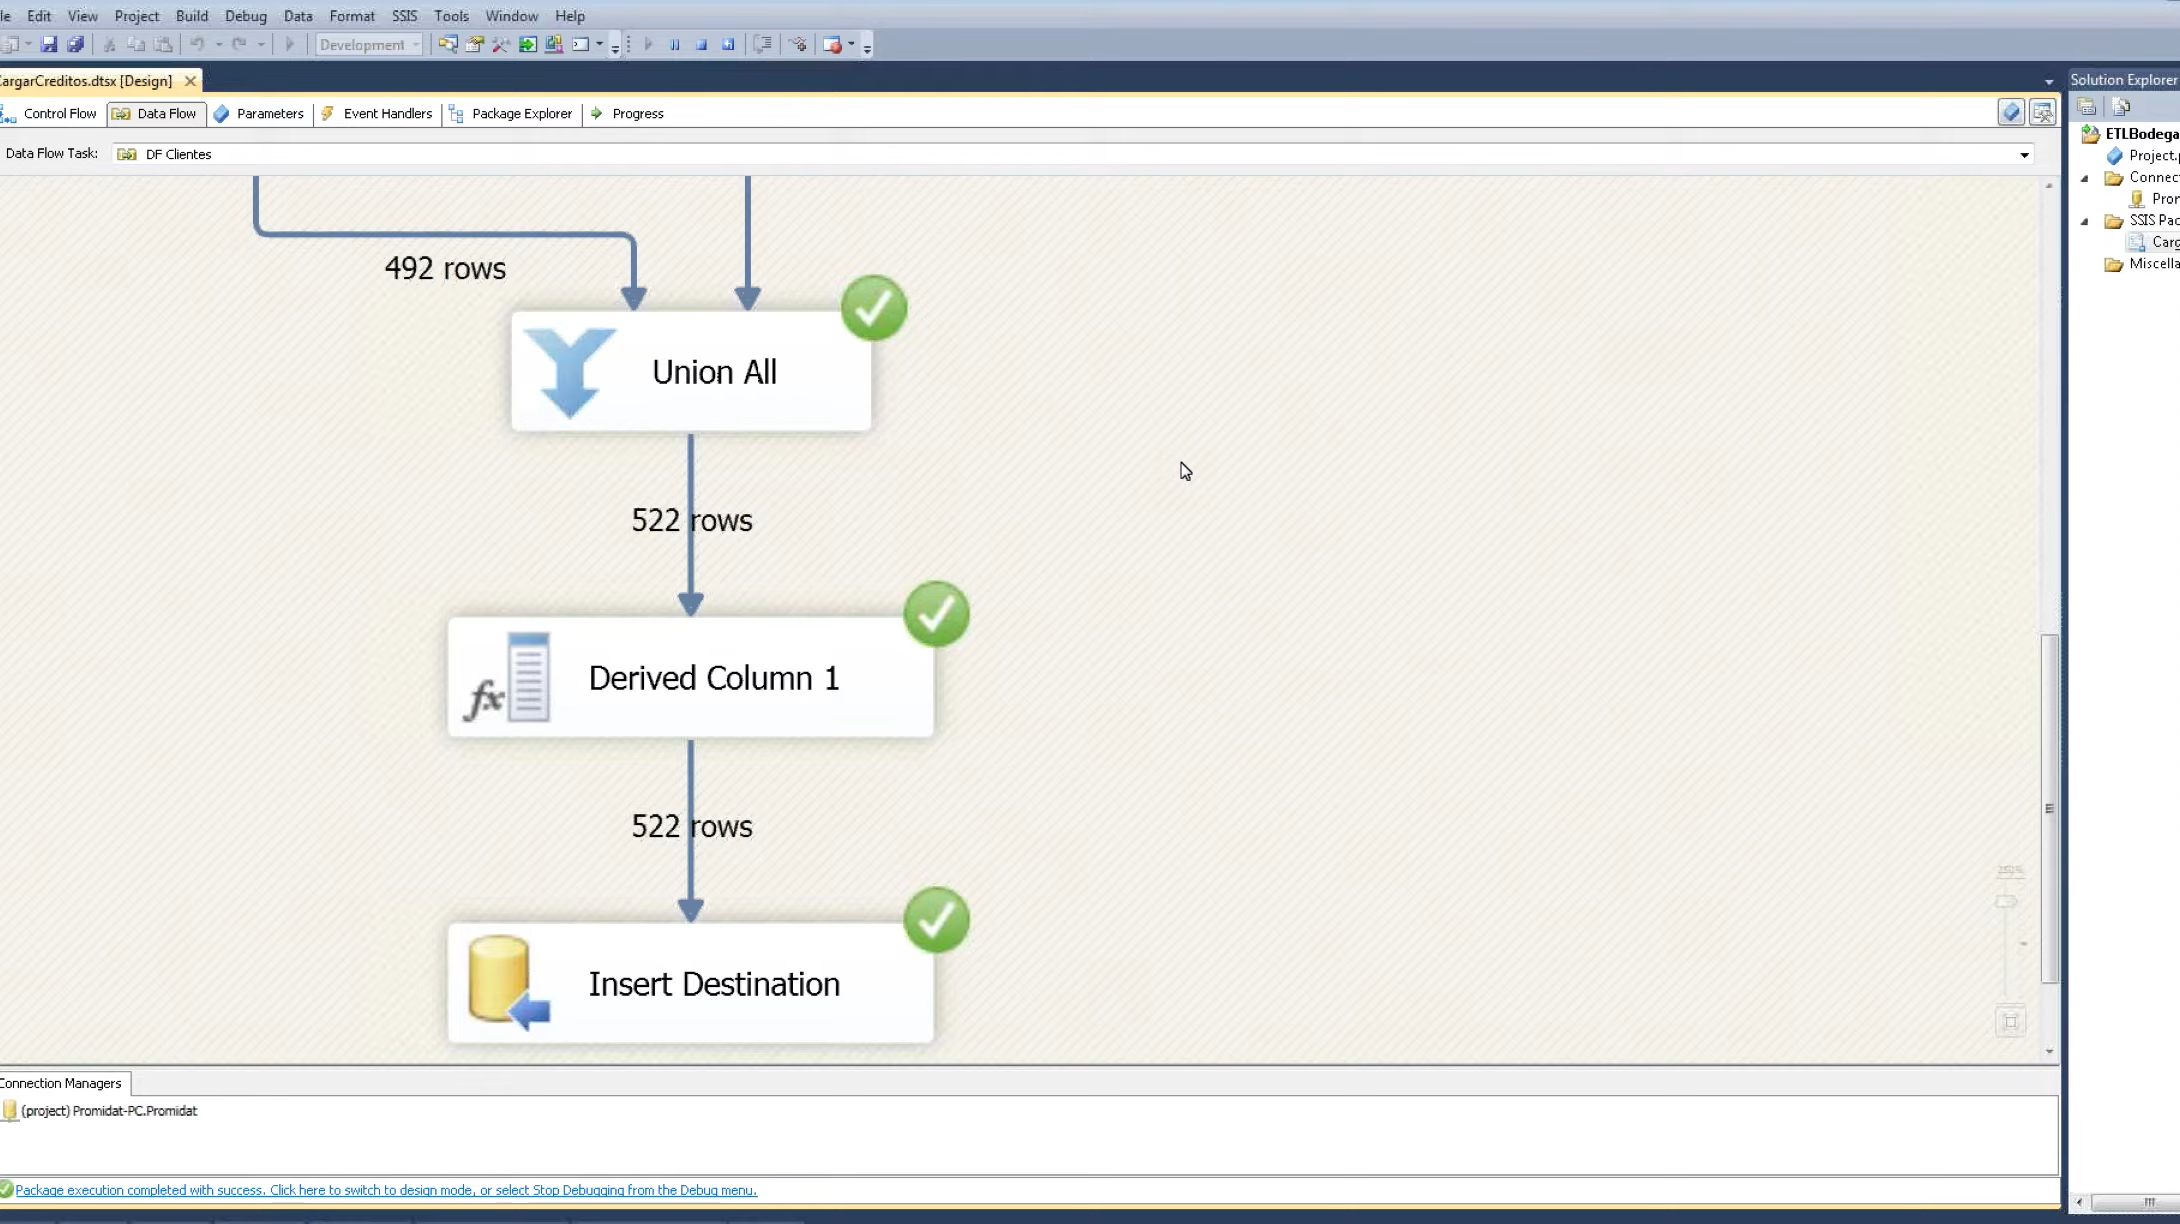 Edit View Project Build Debug Data Format SSIS Tools Window Help
Development
CargarCreditos.dtsx [Design]
Solution Explorer
Control Flow Data Flow Parameters Event Handlers Package Explorer Progress
ETLBodega
Data Flow Task: DF Clientes
Project.p
Connec
Pron
SSIS Pac
Carg
Miscella
492 rows
Union All
522 rows
fx Derived Column 1
522 rows
Insert Destination
Connection Managers
(project) Promidat-PC.Promidat
Package execution completed with success. Click here to switch to design mode, or select Stop Debugging from the Debug menu.